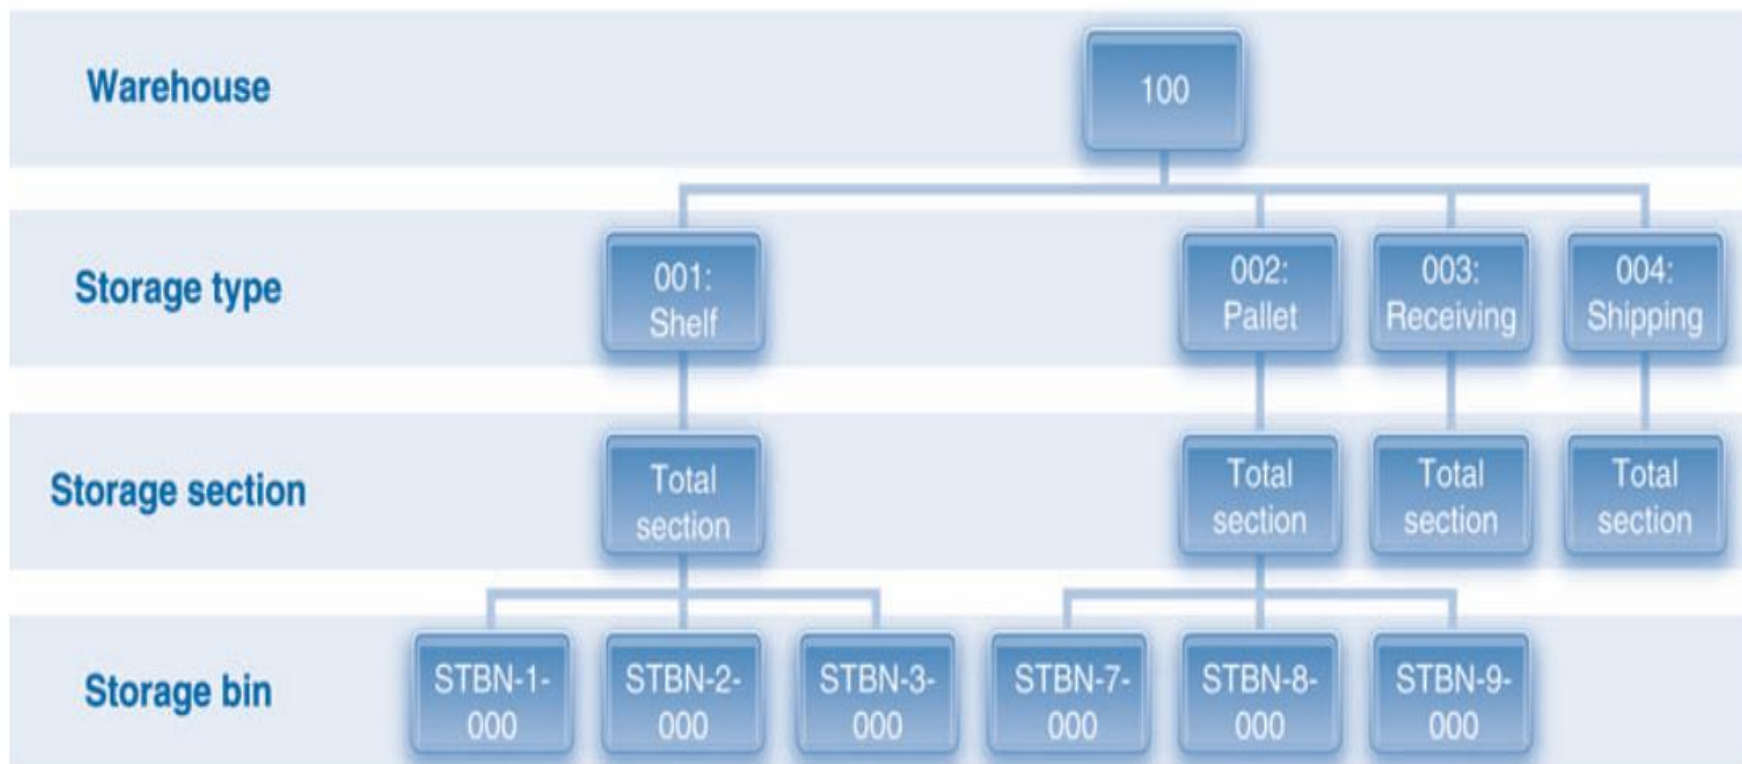 Warehouse
100
Storage type
001:
Shelf
002:
Pallet
003:
Receiving
004:
Shipping
Storage section
Total
section
Total
section
Total
section
Total
section
Storage bin
STBN-1-
000
STBN-2-
000
STBN-3-
000
STBN-7-
000
STBN-8-
000
STBN-9-
000